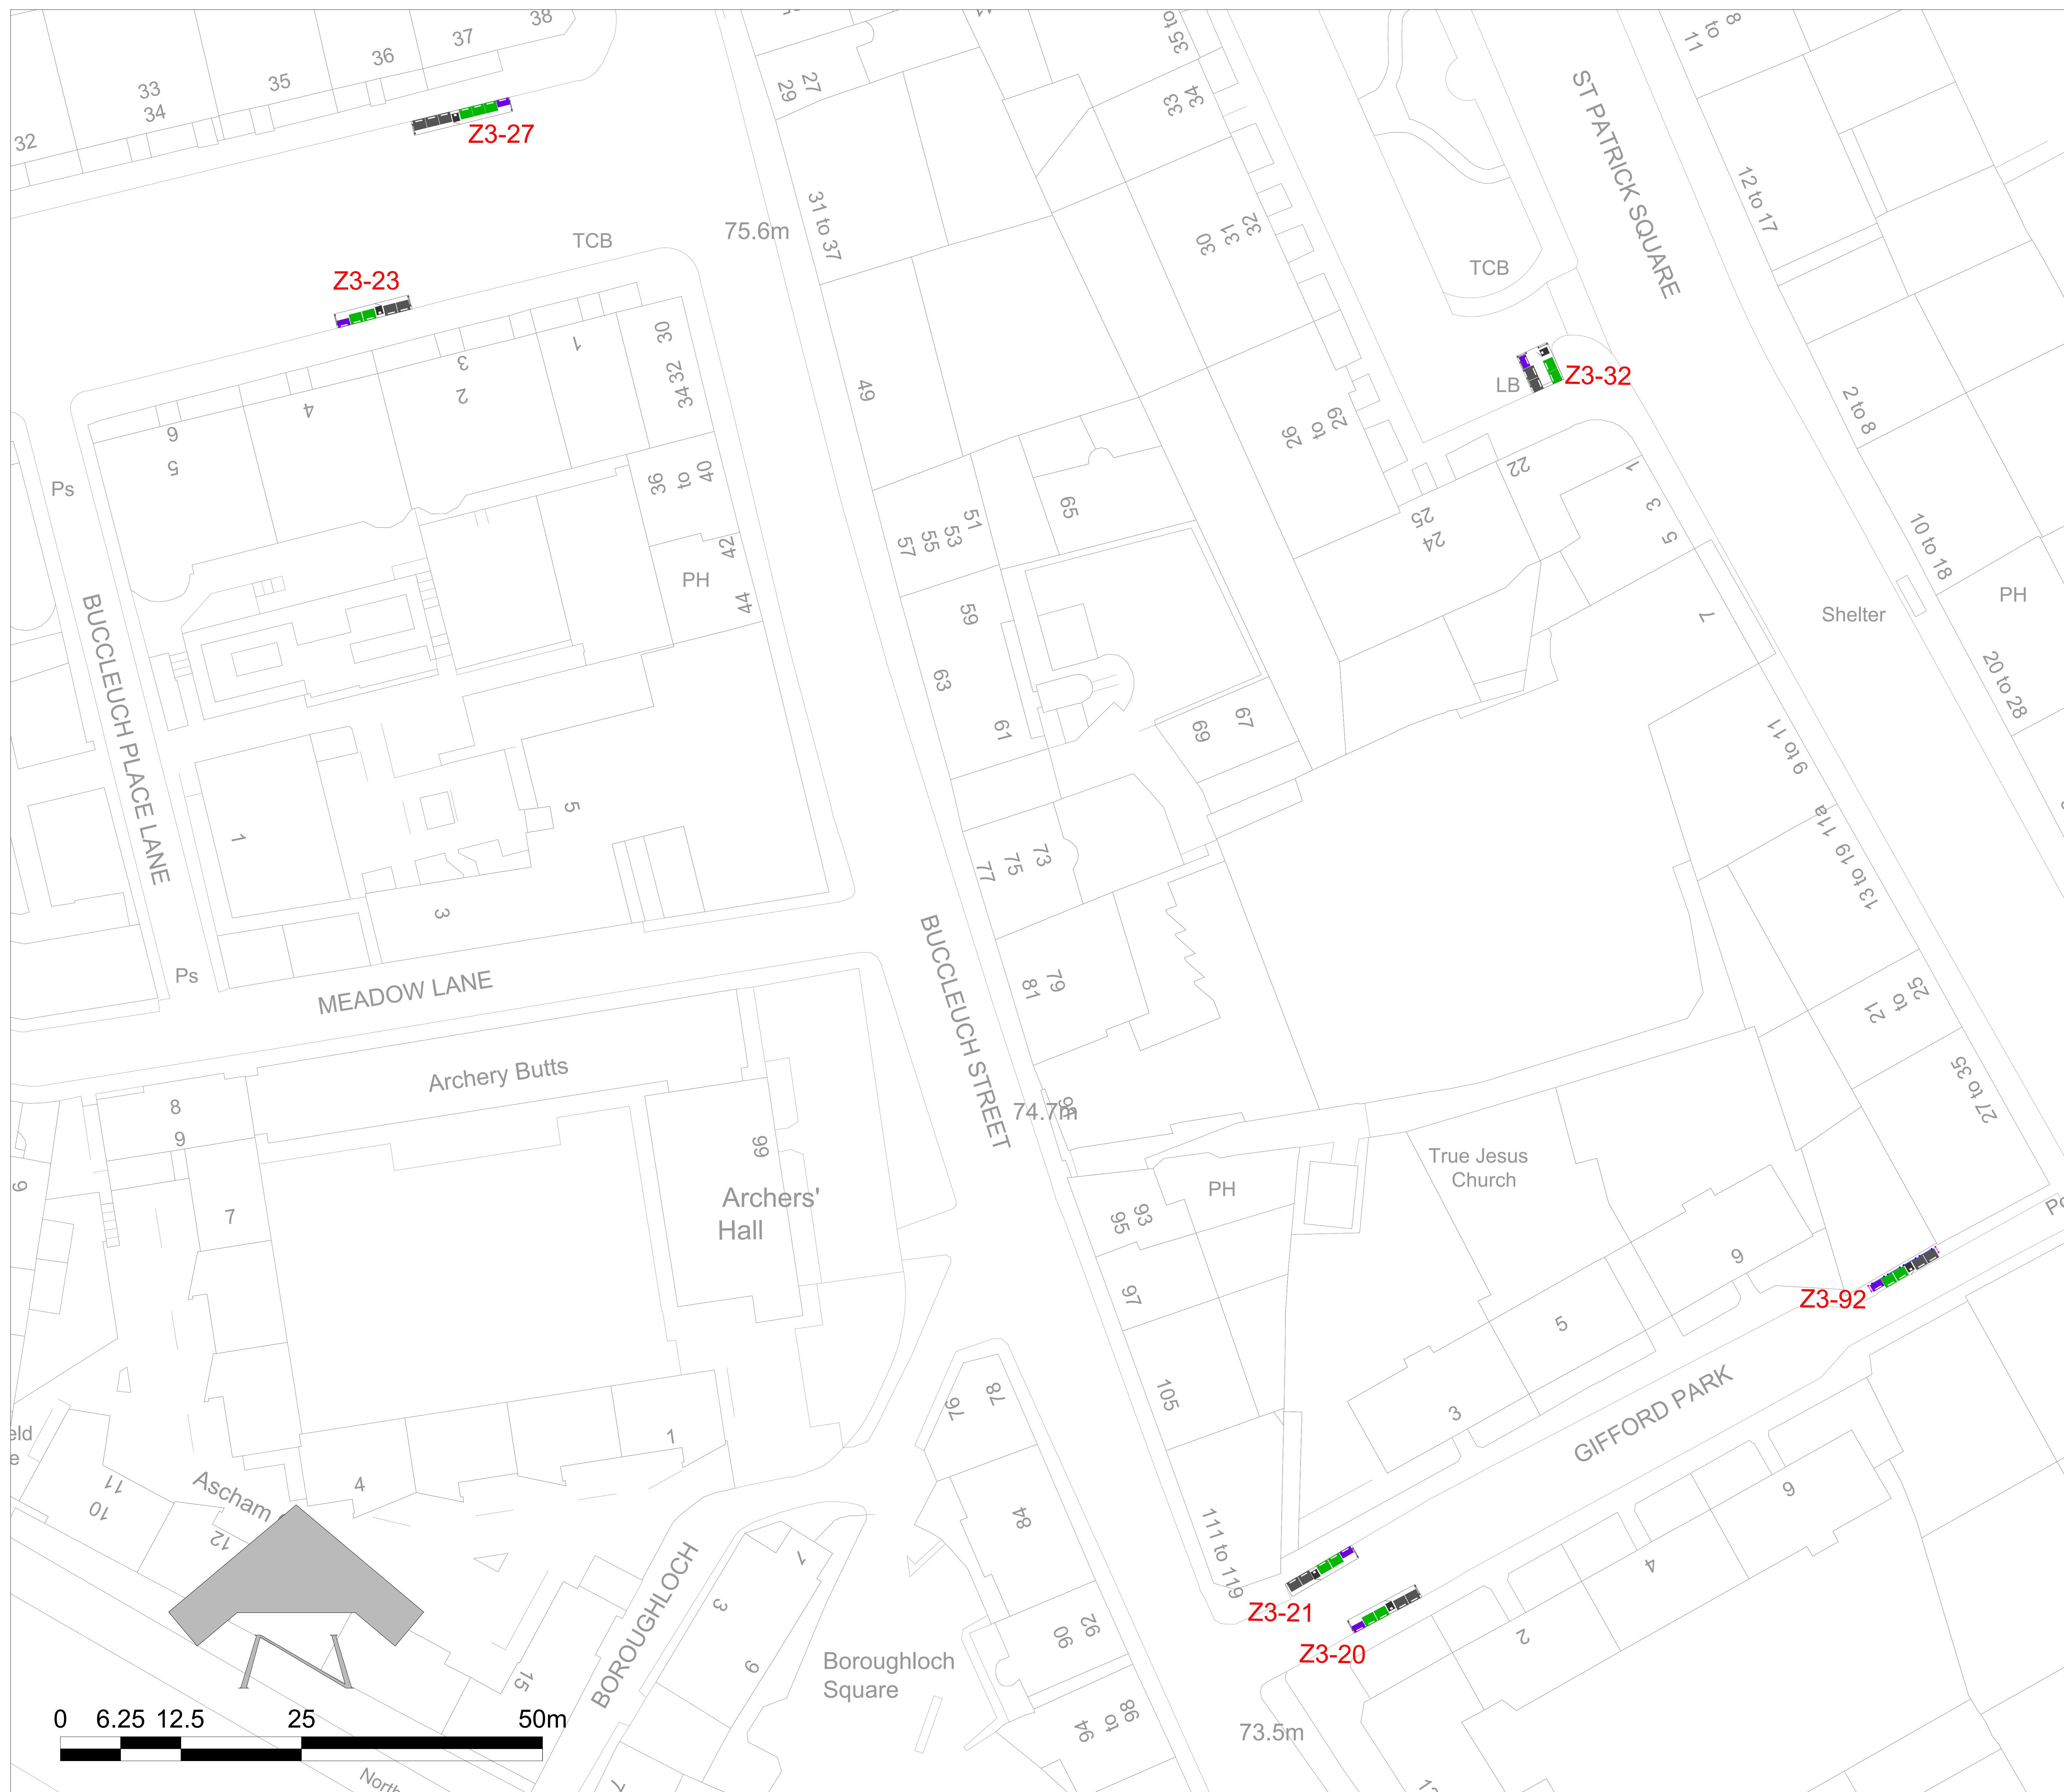 38
37
36
35
33
34
32
Z3-27
27
29
35 to
34
33
8
to
11
ST PATRICK SQUARE
12 to 17
31 to 37
75.6m
TCB
32
31
30
TCB
Z3-23
Z3-32
LB
30
34 32
1
3
2
4
6
5
49
2 to 8
29
to
26
22
1
3
5
25
24
Ps
40
to
36
42
44
PH
51
53
55
57
65
10 to 18
Shelter
PH
7
20 to 28
BUCCLEUCH PLACE LANE
59
63
61
67
69
9 to 11
11a
13 to 19
1
5
3
73
75
77
BUCCLEUCH STREET
79
81
25
to
21
27 to 35
Ps
MEADOW LANE
Archery Butts
8
9
9
7
99
Archers'
Hall
74.7m
PH
93
95
True Jesus
Church
97
6
5
3
Z3-92
GIFFORD PARK
105
78
76
1
4
eld
e
11
10
12
Ascham
84
111 to 119
Z3-21
Z3-20
6
4
2
BOROUGHLOCH
7
3
9
15
92
90
Boroughloch
Square
98
to
94
73.5m
N
0 6.25 12.5 25 50m
North